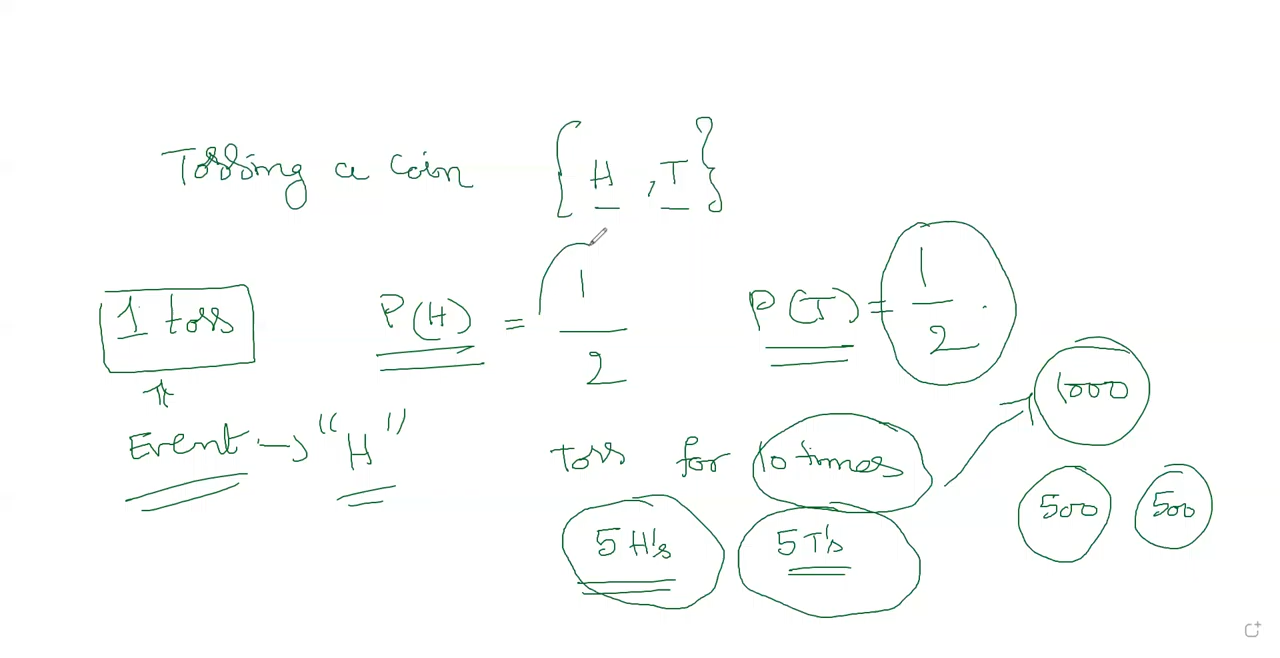 Tossing a coin { H , T }
1 toss P(H) = 1/2 P(T) = 1/2 .
1000
Event → "H" toss for 10 times
500 500
5 H's 5 T's